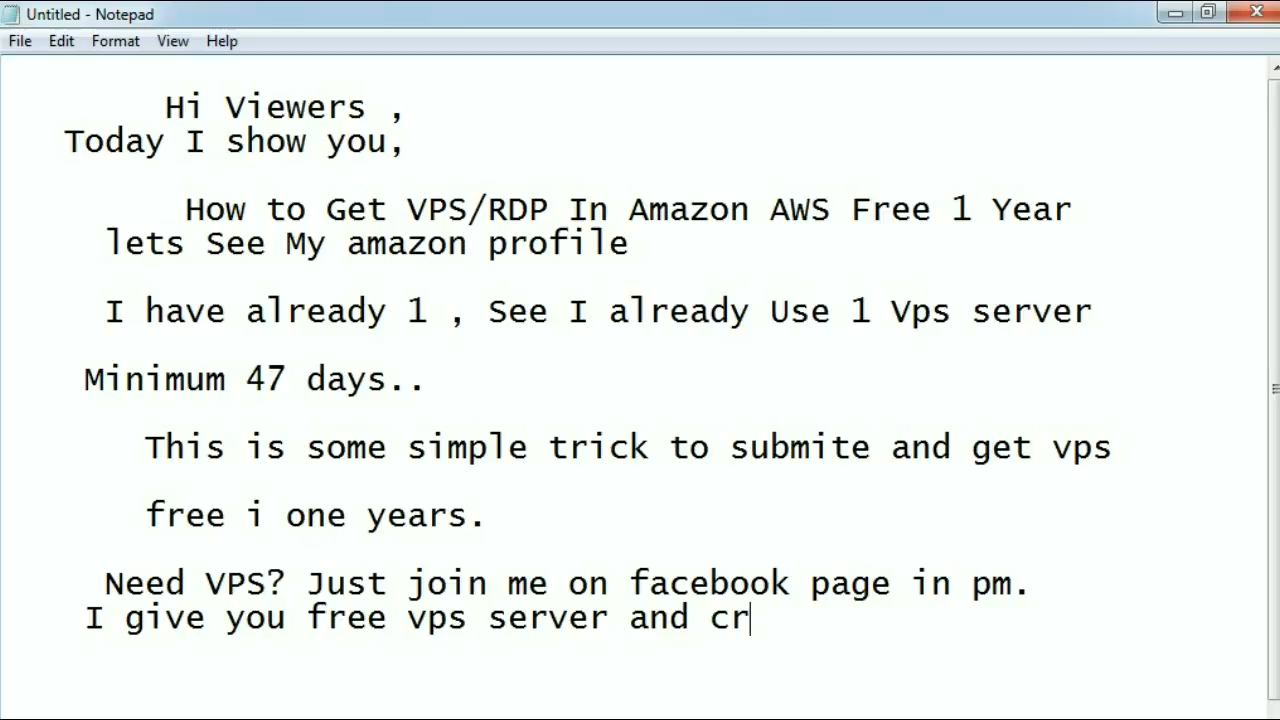 Untitled - Notepad
File Edit Format View Help
Hi Viewers ,
Today I show you,
How to Get VPS/RDP In Amazon AWS Free 1 Year
lets See My amazon profile
I have already 1 , See I already Use 1 Vps server
Minimum 47 days..
This is some simple trick to submite and get vps
free i one years.
Need VPS? Just join me on facebook page in pm.
I give you free vps server and cr